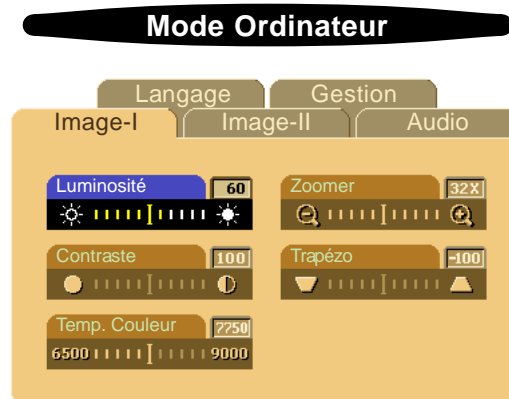 Mode Ordinateur
Langage Gestion
Image-I Image-II Audio
Luminosité 60 Zoomer 32X
Contraste 100 Trapézo -100
Temp. Couleur 7750
6500 9000